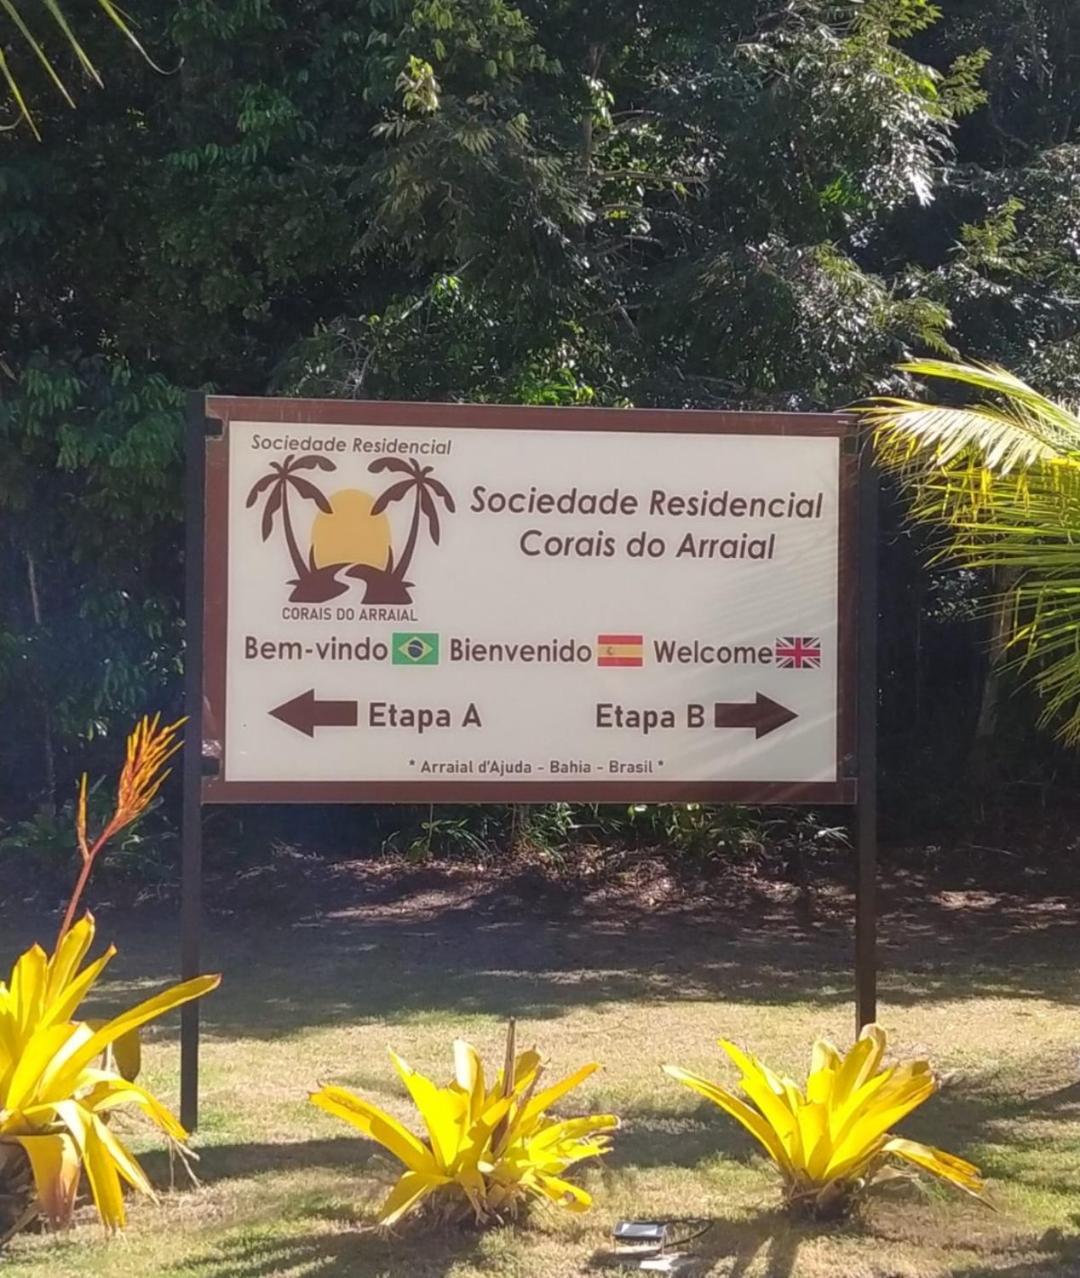 Sociedade Residencial
CORAIS DO ARRAIAL
Sociedade Residencial
Corais do Arraial
Bem-vindo Bienvenido Welcome
Etapa A Etapa B
* Arraial d'Ajuda - Bahia - Brasil *